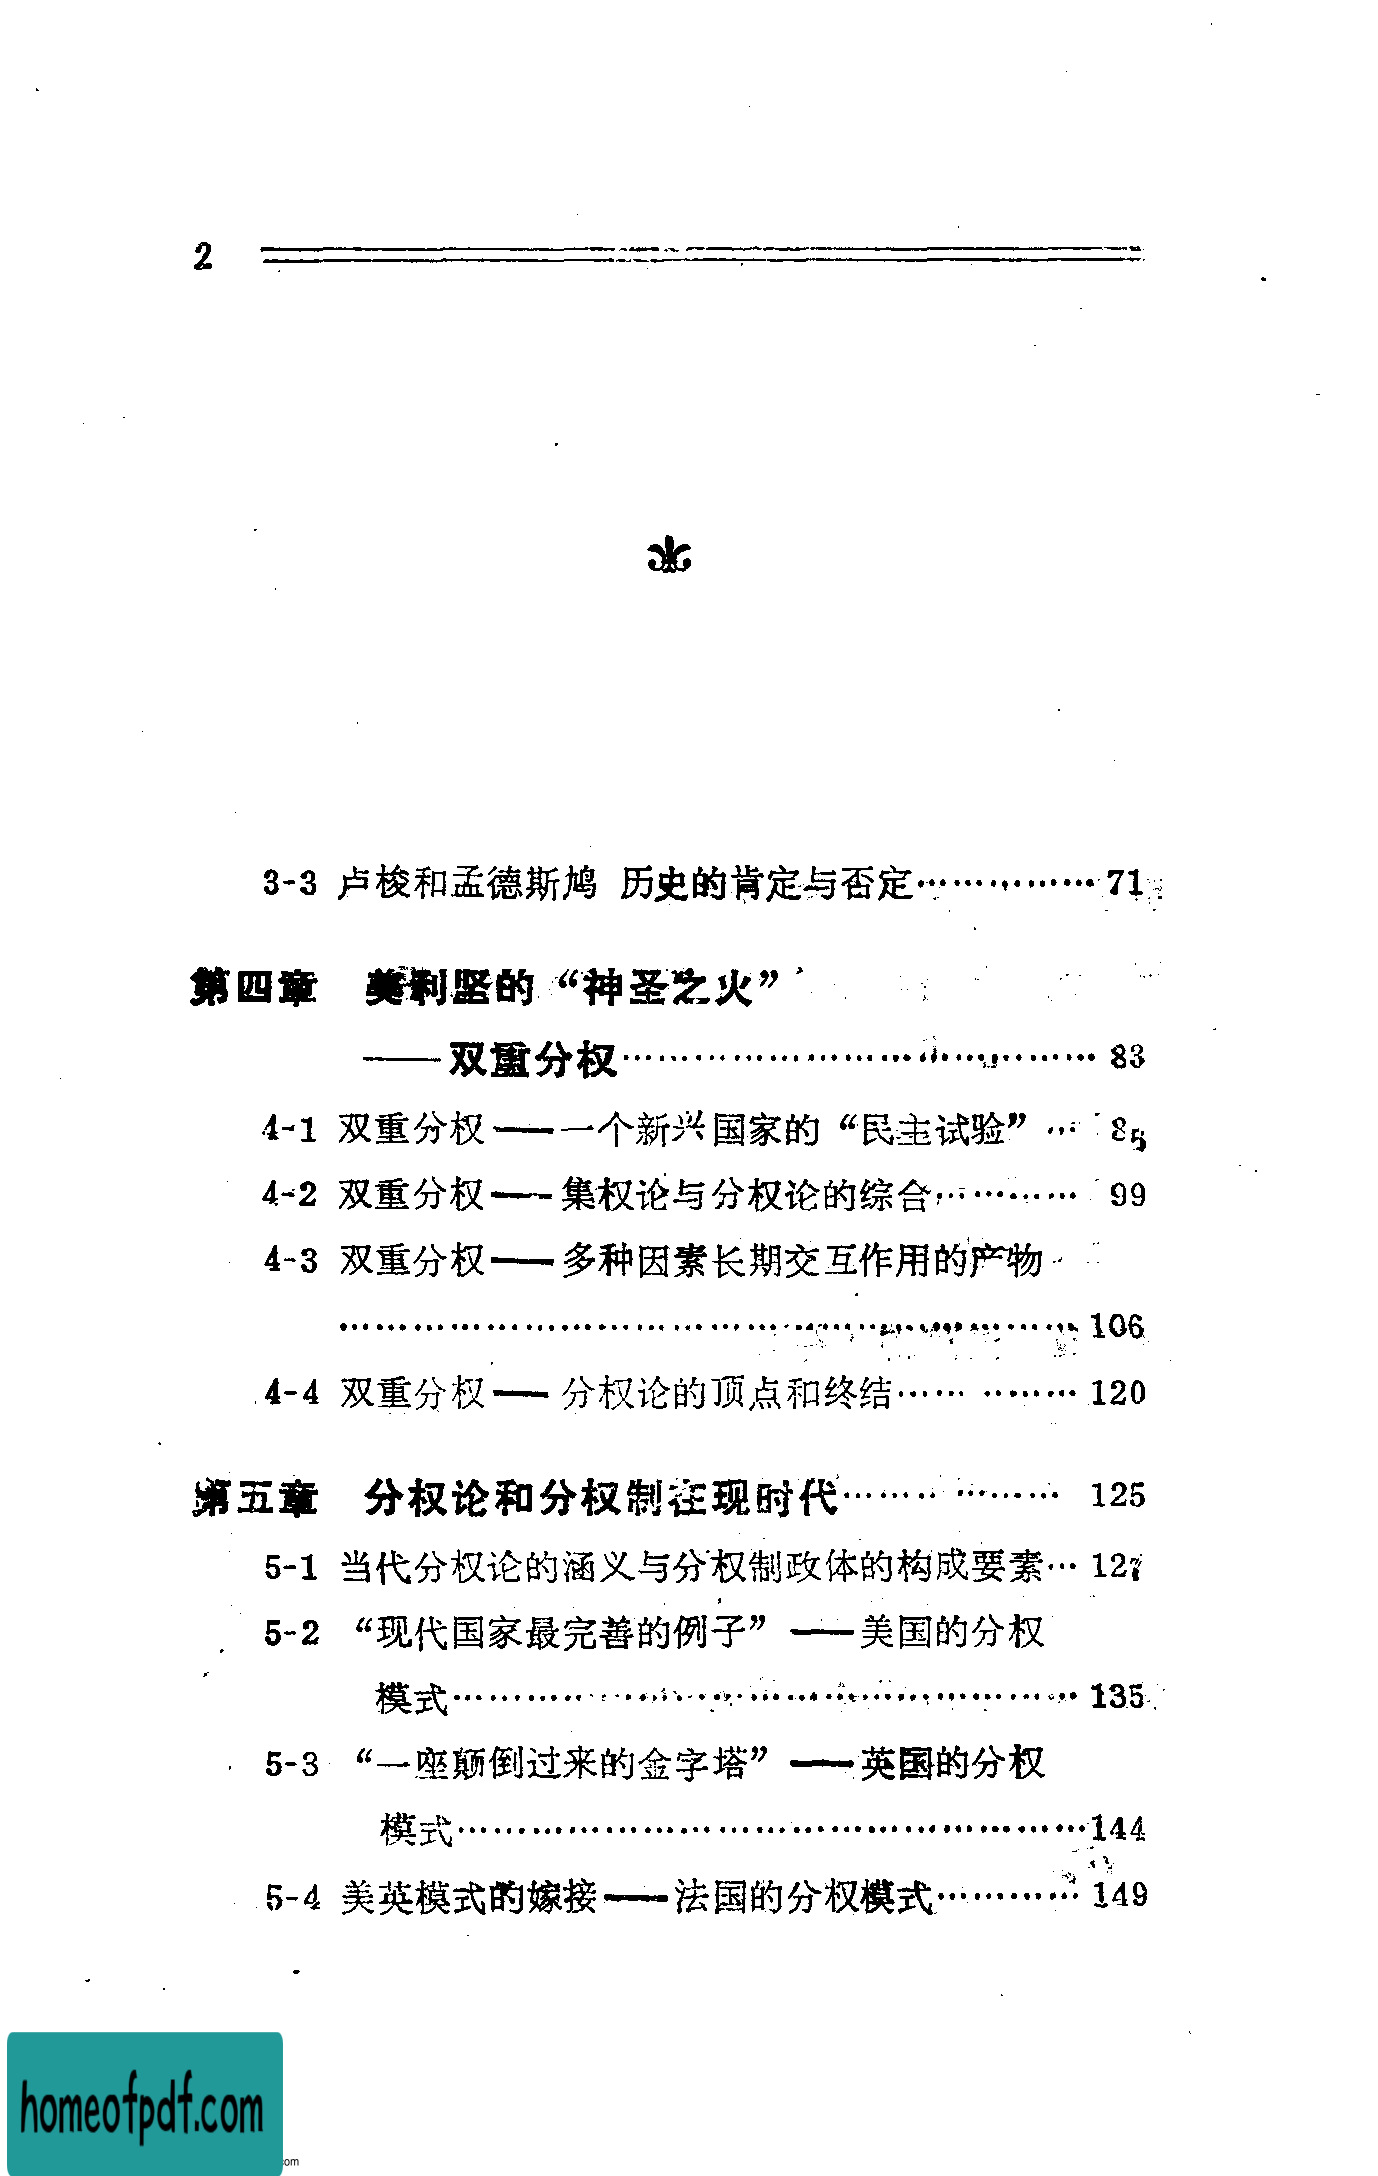 2
3-3 卢梭和孟德斯鸠 历史的肯定与否定…………… 71
第四章 美利坚的“神圣之火”
——双重分权…………………………………… 83
4-1 双重分权——一个新兴国家的“民主试验”… 85
4-2 双重分权——集权论与分权论的综合………… 99
4-3 双重分权——多种因素长期交互作用的产物
…………………………………………………………106
4-4 双重分权——分权论的顶点和终结…… ……… 120
第五章 分权论和分权制在现时代…… ……… 125
5-1 当代分权论的涵义与分权制政体的构成要素… 127
5-2 “现代国家最完善的例子”——美国的分权
模式………………………………………………… 135
5-3 “一座颠倒过来的金字塔”——英国的分权
模式…………………………………………………144
5-4 美英模式的嫁接——法国的分权模式………… 149
homeofpdf.com
com